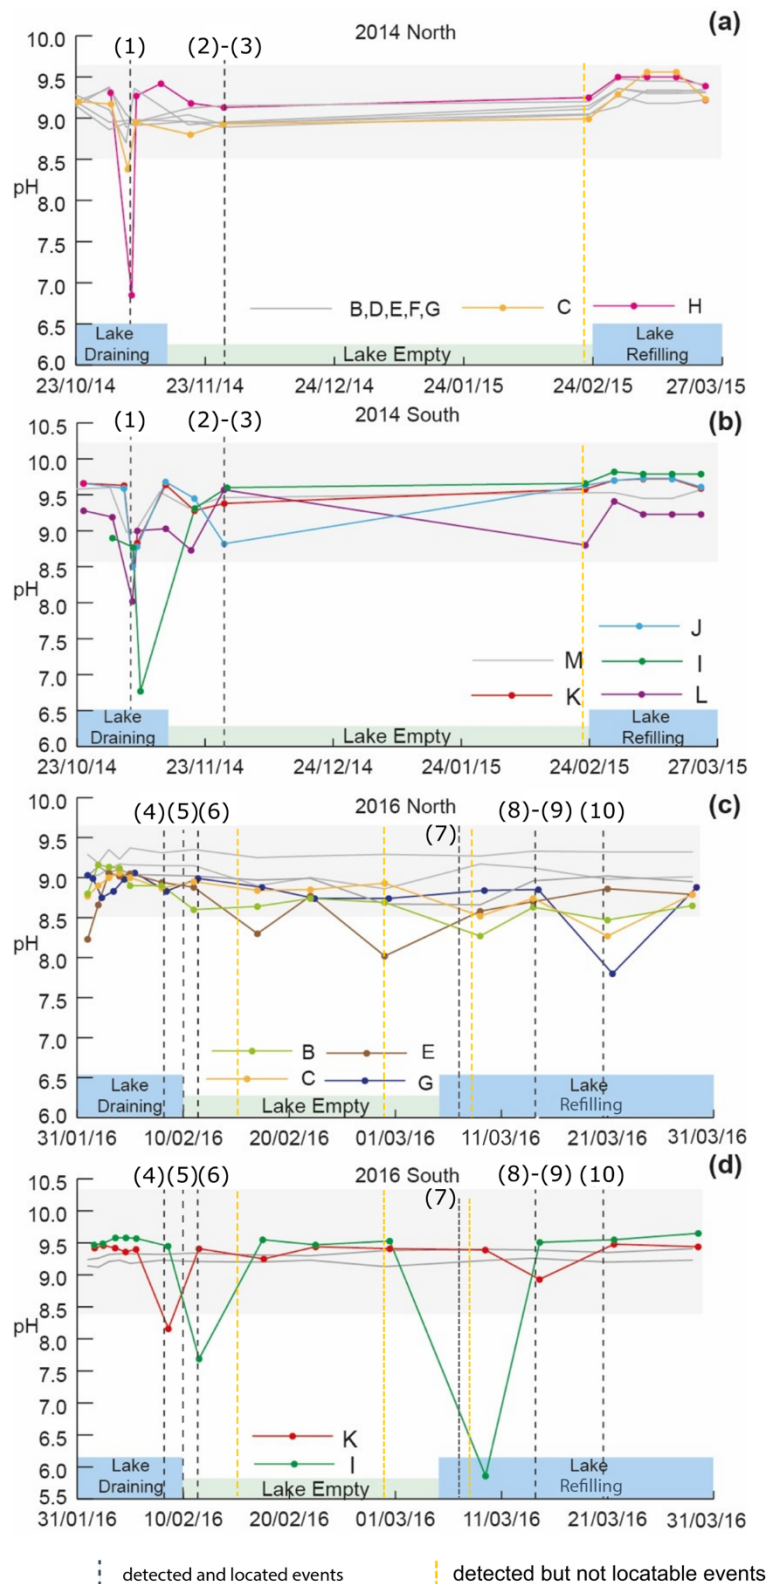 (a)
2014 North
(1) (2)-(3)
10.0
9.5
9.0
8.5
pH
8.0
7.5
7.0
6.5
6.0
B,D,E,F,G C H
Lake Draining
Lake Empty
Lake Refilling
23/10/14 23/11/14 24/12/14 24/01/15 24/02/15 27/03/15
(b)
2014 South
(1) (2)-(3)
10.5
10.0
9.5
9.0
pH
8.5
8.0
7.5
7.0
6.5
6.0
J
M I
K L
Lake Draining
Lake Empty
Lake Refilling
23/10/14 23/11/14 24/12/14 24/01/15 24/02/15 27/03/15
(c)
2016 North
(4)(5)(6) (7) (8)-(9) (10)
10.0
9.5
9.0
8.5
pH
8.0
7.5
7.0
6.5
6.0
B E
C G
Lake Draining
Lake Empty
Lake Refilling
31/01/16 10/02/16 20/02/16 01/03/16 11/03/16 21/03/16 31/03/16
(d)
2016 South
(4)(5)(6) (7) (8)-(9) (10)
10.5
10.0
9.5
9.0
8.5
pH
8.0
7.5
7.0
6.5
6.0
5.5
K
I
Lake Draining
Lake Empty
Lake Refilling
31/01/16 10/02/16 20/02/16 01/03/16 11/03/16 21/03/16 31/03/16
detected and located events detected but not locatable events